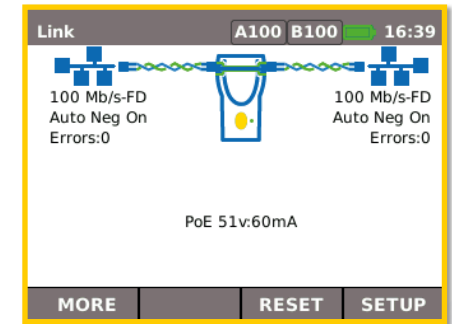 Link A100 B100 16:39
100 Mb/s-FD
Auto Neg On
Errors:0
100 Mb/s-FD
Auto Neg On
Errors:0
PoE 51v:60mA
MORE RESET SETUP